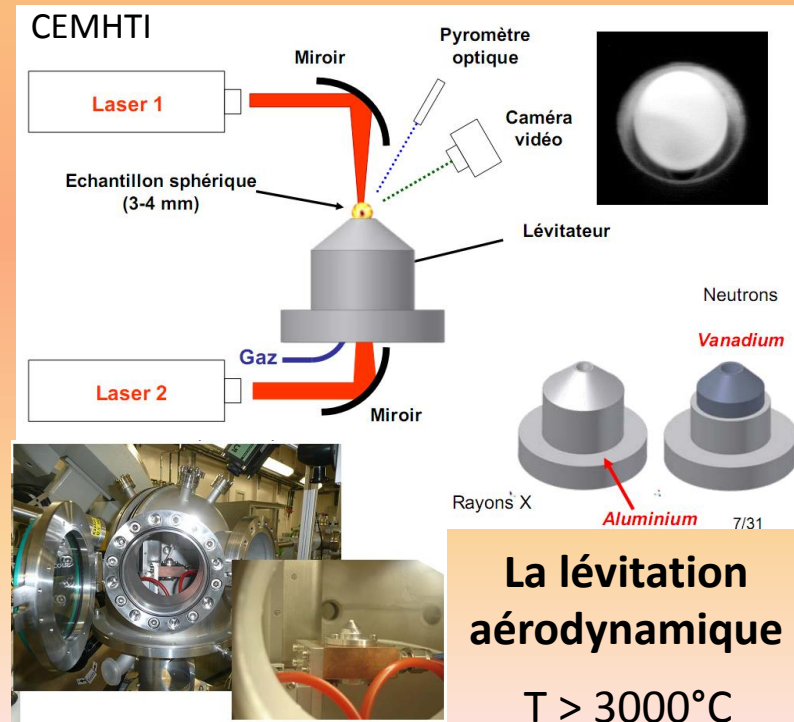 CEMHTI
Miroir
Pyromètre
optique
Laser 1
Caméra
vidéo
Echantillon sphérique
(3-4 mm)
Lévitateur
Neutrons
Vanadium
Gaz
Laser 2
Miroir
Rayons X
Aluminium
7/31
La lévitation
aérodynamique
T > 3000°C